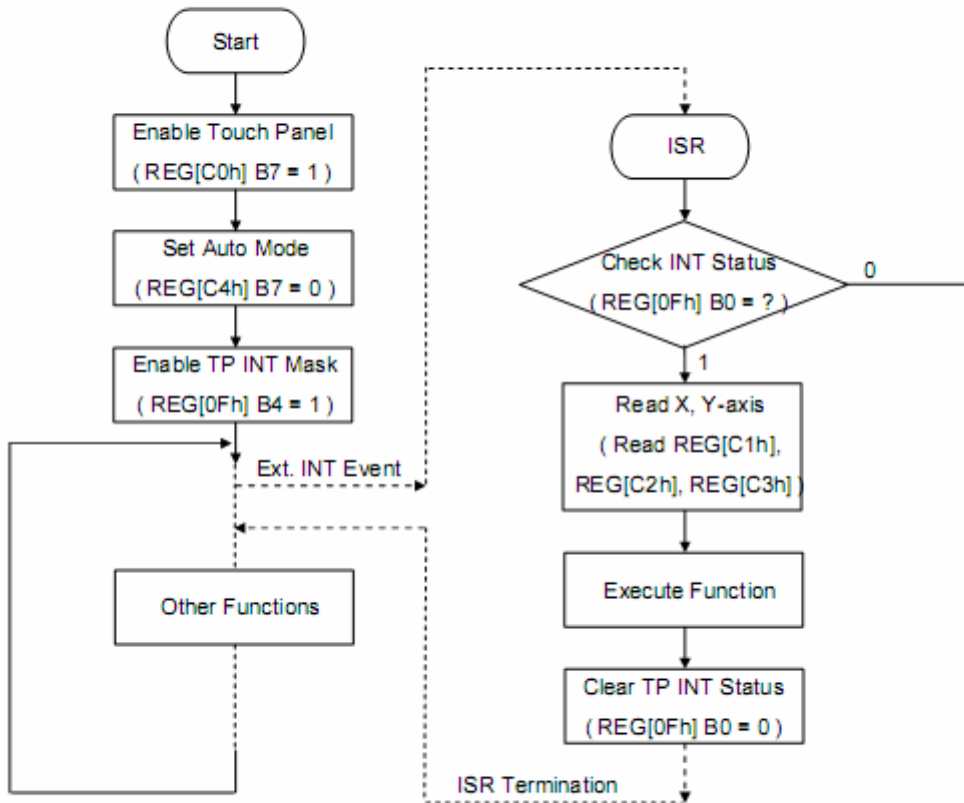 Start
Enable Touch Panel
( REG[C0h] B7 = 1 )
Set Auto Mode
( REG[C4h] B7 = 0 )
Enable TP INT Mask
( REG[0Fh] B4 = 1 )
Ext. INT Event
Other Functions
ISR
Check INT Status
( REG[0Fh] B0 = ? )
0
1
Read X, Y-axis
( Read REG[C1h],
REG[C2h], REG[C3h] )
Execute Function
Clear TP INT Status
( REG[0Fh] B0 = 0 )
ISR Termination